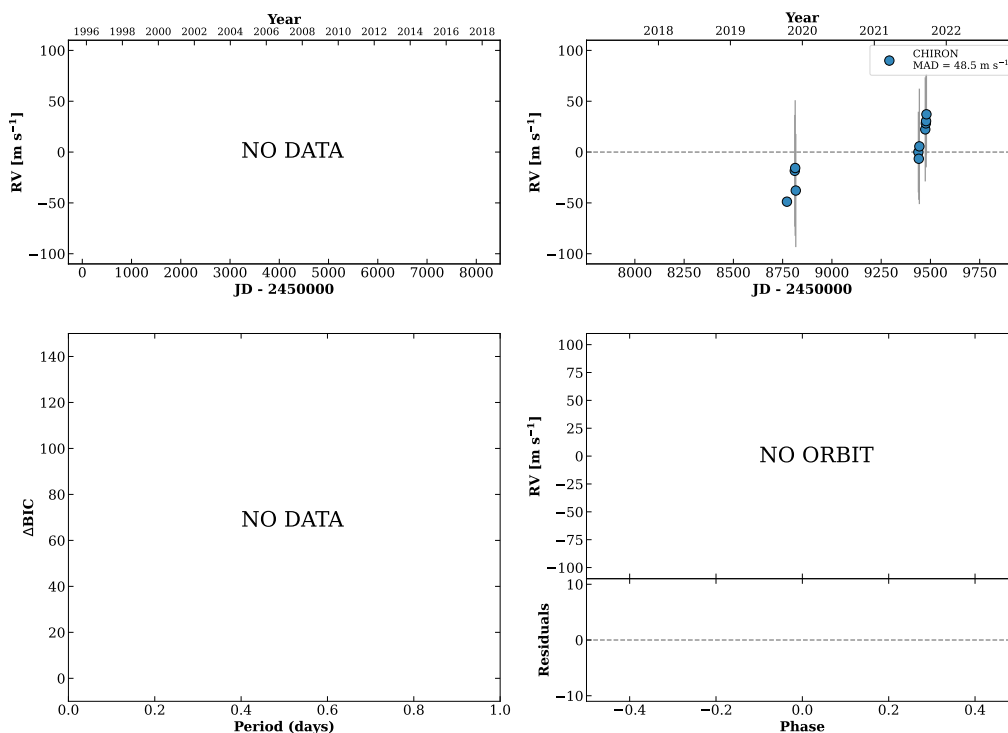 Year
1996 1998 2000 2002 2004 2006 2008 2010 2012 2014 2016 2018
100
50
0
−50
−100
RV [m s⁻¹]
NO DATA
0 1000 2000 3000 4000 5000 6000 7000 8000
JD - 2450000
Year
2018 2019 2020 2021 2022
100
50
0
−50
−100
RV [m s⁻¹]
CHIRON
MAD = 48.5 m s⁻¹
8000 8250 8500 8750 9000 9250 9500 9750
JD - 2450000
140
120
100
80
60
40
20
0
ΔBIC
NO DATA
0.0 0.2 0.4 0.6 0.8 1.0
Period (days)
100
75
50
25
0
−25
−50
−75
−100
RV [m s⁻¹]
NO ORBIT
10
0
−10
Residuals
−0.4 −0.2 0.0 0.2 0.4
Phase